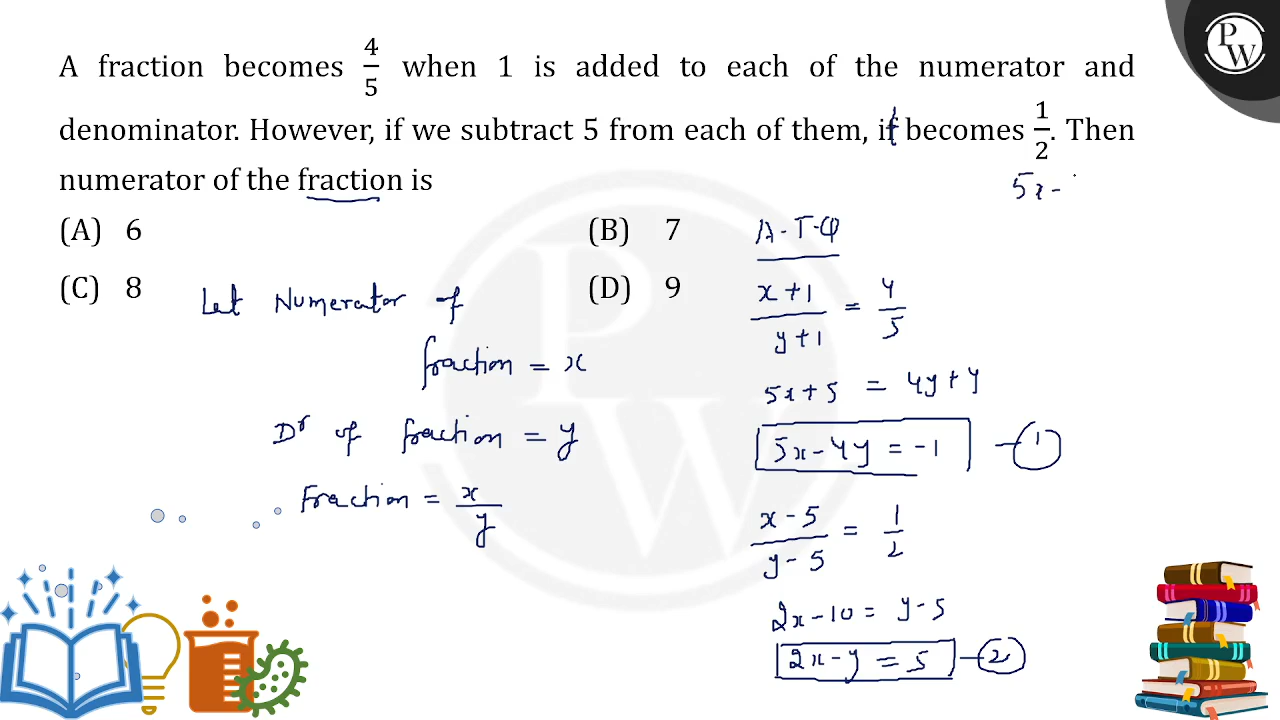 A fraction becomes 4/5 when 1 is added to each of the numerator and
denominator. However, if we subtract 5 from each of them, it becomes 1/2. Then
numerator of the fraction is
5x-
(A) 6
(B) 7
(C) 8
(D) 9
Let Numerator of
fraction = x
Dr of fraction = y
Fraction = x/y
A-T-Q
x+1/y+1 = 4/5
5x+5 = 4y+4
5x-4y = -1 -(1)
x-5/y-5 = 1/2
2x-10 = y-5
2x-y = 5 -(2)
PW
PW